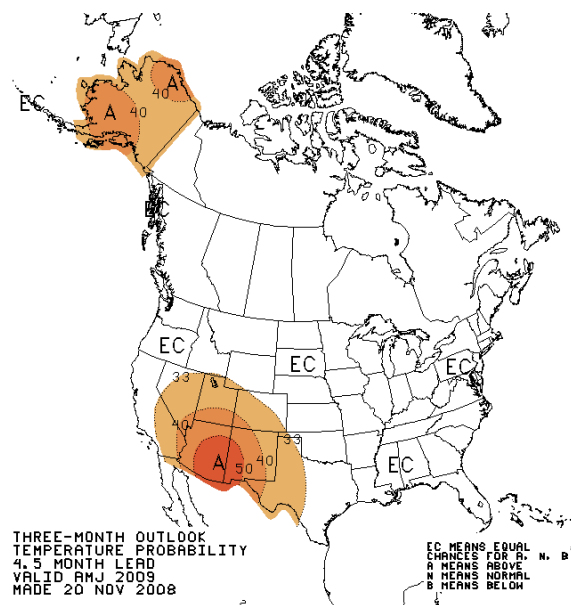 A
40
EC
A
40
EC
EC
EC
EC
33
40
33
A
50
40
EC
THREE-MONTH OUTLOOK
TEMPERATURE PROBABILITY
4.5 MONTH LEAD
VALID AMJ 2009
MADE 20 NOV 2008
EC MEANS EQUAL
CHANCES FOR A, N, B
A MEANS ABOVE
N MEANS NORMAL
B MEANS BELOW